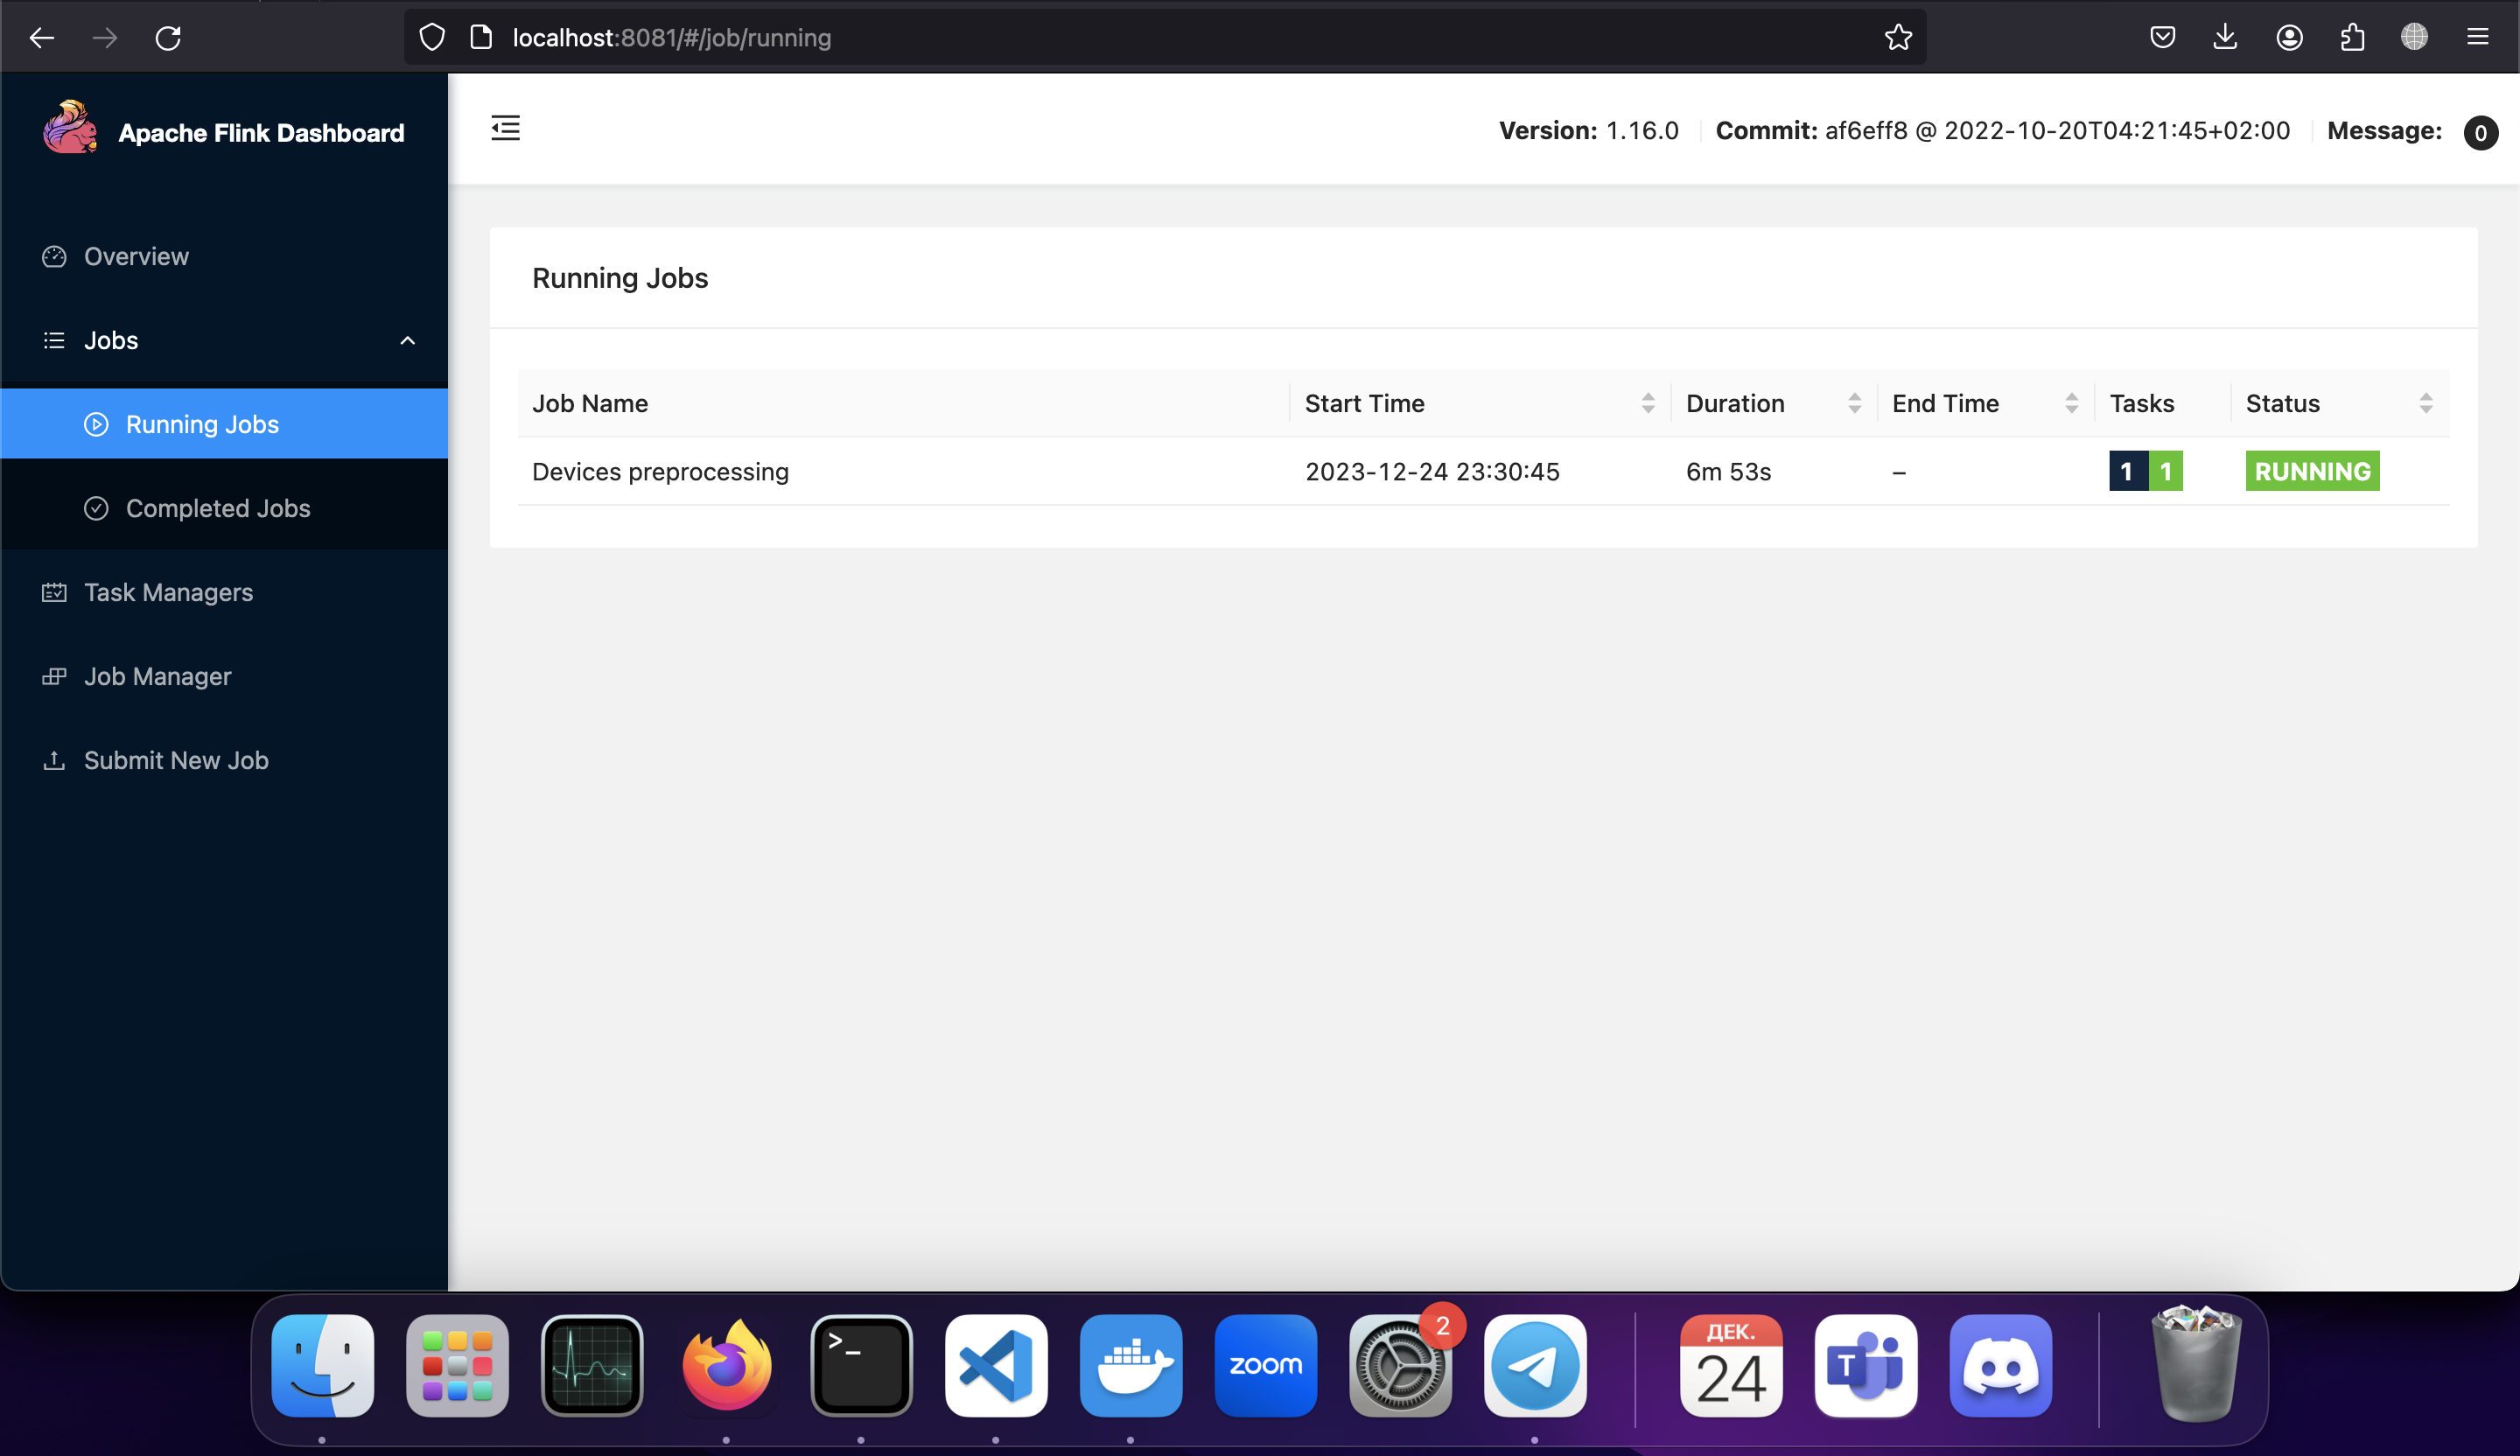 localhost:8081/#/job/running
Apache Flink Dashboard
Version: 1.16.0 Commit: af6eff8 @ 2022-10-20T04:21:45+02:00 Message: 0
Overview
Jobs
Running Jobs
Completed Jobs
Task Managers
Job Manager
Submit New Job
Running Jobs
Job Name Start Time Duration End Time Tasks Status
Devices preprocessing 2023-12-24 23:30:45 6m 53s – 1 1 RUNNING
>_
zoom
2
ДЕК.
24
T